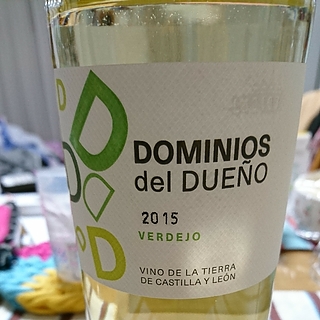 DOMINIOS
del DUEÑO
2015
VERDEJO
VINO DE LA TIERRA
DE CASTILLA Y LEÓN
D
D
D
D
D
D